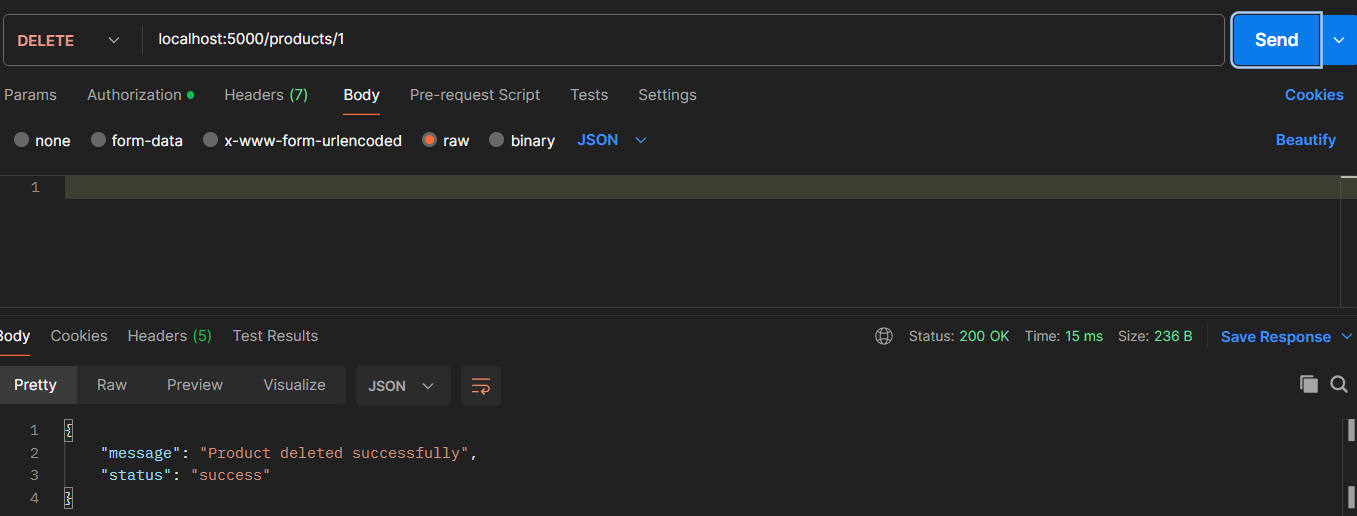 DELETE localhost:5000/products/1 Send
Params Authorization Headers (7) Body Pre-request Script Tests Settings Cookies
none form-data x-www-form-urlencoded raw binary JSON Beautify
1
Body Cookies Headers (5) Test Results Status: 200 OK Time: 15 ms Size: 236 B Save Response
Pretty Raw Preview Visualize JSON
1 {
2 "message": "Product deleted successfully",
3 "status": "success"
4 }